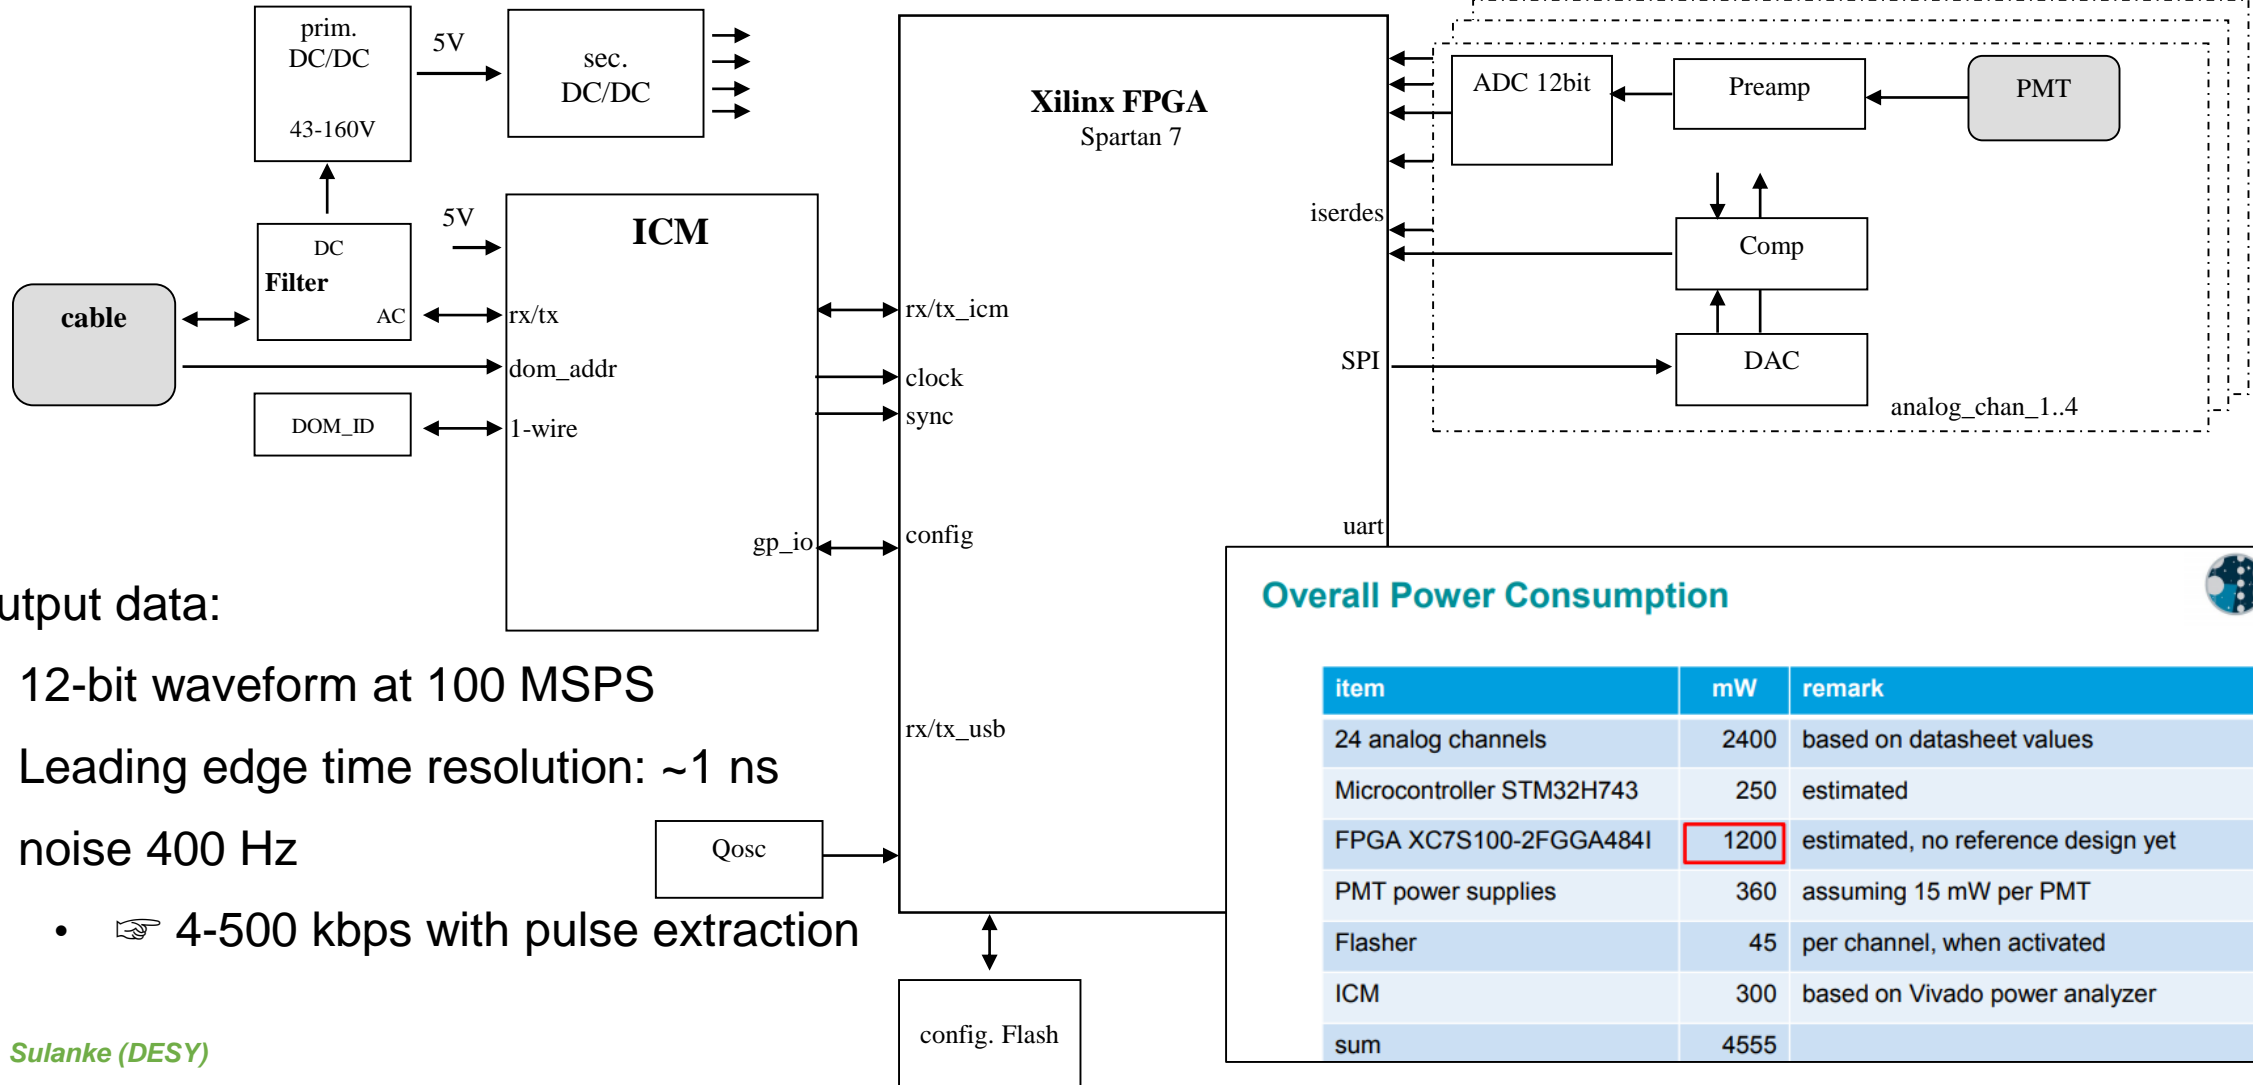 prim.
DC/DC
43-160V
5V
sec.
DC/DC
Xilinx FPGA
Spartan 7
ADC 12bit
Preamp
PMT
5V
ICM
DC
Filter
AC
cable
rx/tx
dom_addr
DOM_ID
1-wire
gp_io
rx/tx_icm
clock
sync
config
rx/tx_usb
iserdes
SPI
uart
Comp
DAC
analog_chan_1..4
utput data:
12-bit waveform at 100 MSPS
Leading edge time resolution: ~1 ns
noise 400 Hz
• ☞ 4-500 kbps with pulse extraction
Qosc
config. Flash
Sulanke (DESY)
Overall Power Consumption
item mW remark
24 analog channels 2400 based on datasheet values
Microcontroller STM32H743 250 estimated
FPGA XC7S100-2FGGA484I 1200 estimated, no reference design yet
PMT power supplies 360 assuming 15 mW per PMT
Flasher 45 per channel, when activated
ICM 300 based on Vivado power analyzer
sum 4555